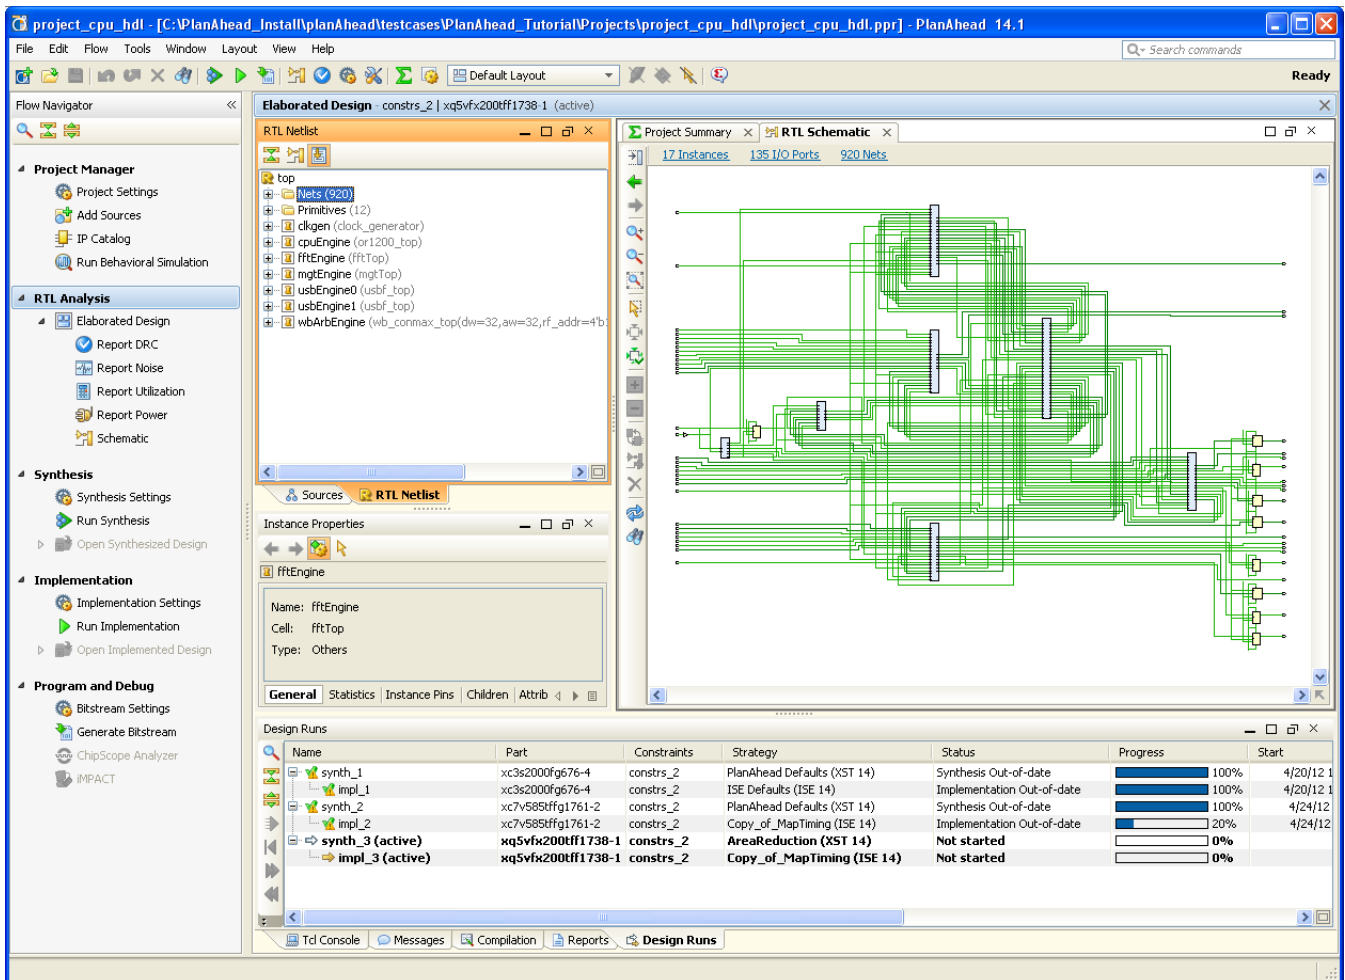 project_cpu_hdl - [C:\PlanAhead_Install\planAhead\testcases\PlanAhead_Tutorial\Projects\project_cpu_hdl\project_cpu_hdl.ppr] - PlanAhead 14.1
File Edit Flow Tools Window Layout View Help
Search commands
Default Layout
Ready
Flow Navigator
Project Manager
Project Settings
Add Sources
IP Catalog
Run Behavioral Simulation
RTL Analysis
Elaborated Design
Report DRC
Report Noise
Report Utilization
Report Power
Schematic
Synthesis
Synthesis Settings
Run Synthesis
Open Synthesized Design
Implementation
Implementation Settings
Run Implementation
Open Implemented Design
Program and Debug
Bitstream Settings
Generate Bitstream
ChipScope Analyzer
iMPACT
Elaborated Design - constrs_2 | xq5vfx200tff1738-1 (active)
RTL Netlist
top
Nets (920)
Primitives (12)
clkgen (clock_generator)
cpuEngine (or1200_top)
fftEngine (fftTop)
mgtEngine (mgtTop)
usbEngine0 (usbf_top)
usbEngine1 (usbf_top)
wbArbEngine (wb_conmax_top(dw=32,aw=32,rf_addr=4'b1
Sources RTL Netlist
Instance Properties
fftEngine
Name: fftEngine
Cell: fftTop
Type: Others
General Statistics Instance Pins Children Attrib
Project Summary RTL Schematic
17 Instances 135 I/O Ports 920 Nets
Design Runs
Name Part Constraints Strategy Status Progress Start
synth_1 xc3s2000fg676-4 constrs_2 PlanAhead Defaults (XST 14) Synthesis Out-of-date 100% 4/20/12 1
impl_1 xc3s2000fg676-4 constrs_2 ISE Defaults (ISE 14) Implementation Out-of-date 100% 4/20/12 1
synth_2 xc7v585tffg1761-2 constrs_2 PlanAhead Defaults (XST 14) Synthesis Out-of-date 100% 4/24/12
impl_2 xc7v585tffg1761-2 constrs_2 Copy_of_MapTiming (ISE 14) Implementation Out-of-date 20% 4/24/12
synth_3 (active) xq5vfx200tff1738-1 constrs_2 AreaReduction (XST 14) Not started 0%
impl_3 (active) xq5vfx200tff1738-1 constrs_2 Copy_of_MapTiming (ISE 14) Not started 0%
Tcl Console Messages Compilation Reports Design Runs